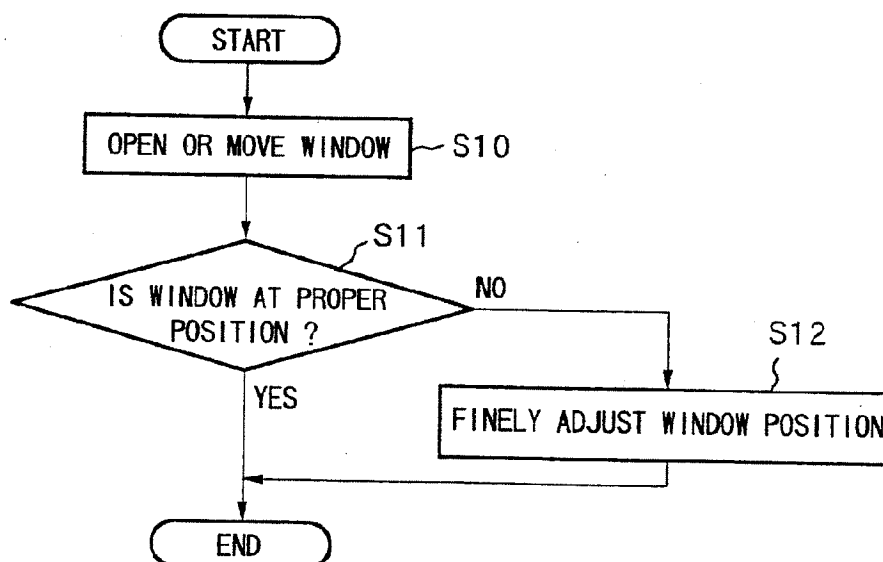 START
OPEN OR MOVE WINDOW
S10
S11
IS WINDOW AT PROPER
POSITION ?
NO
S12
YES
FINELY ADJUST WINDOW POSITION
END